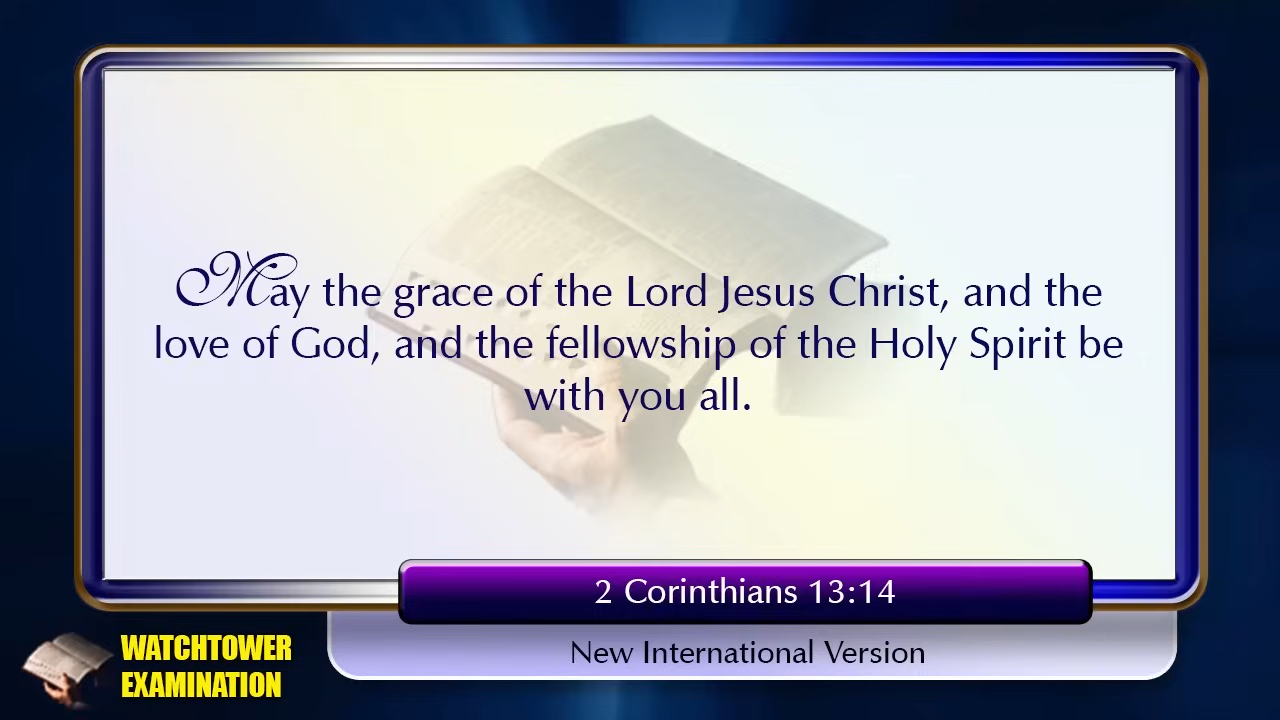 May the grace of the Lord Jesus Christ, and the
love of God, and the fellowship of the Holy Spirit be
with you all.
2 Corinthians 13:14
New International Version
WATCHTOWER
EXAMINATION